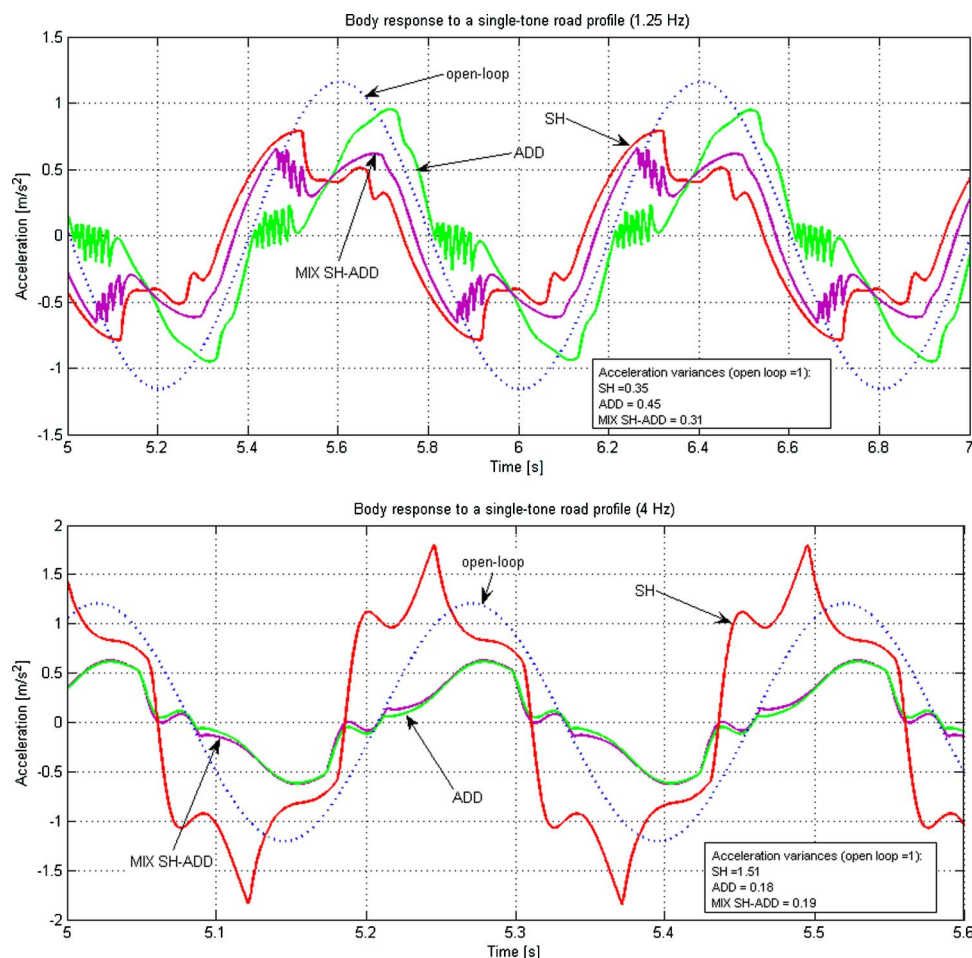 Body response to a single-tone road profile (1.25 Hz)
1.5
1
0.5
0
-0.5
-1
-1.5
Acceleration [m/s²]
open-loop
SH
ADD
MIX SH-ADD
Acceleration variances (open loop =1):
SH =0.35
ADD = 0.45
MIX SH-ADD = 0.31
5 5.2 5.4 5.6 5.8 6 6.2 6.4 6.6 6.8 7
Time [s]
Body response to a single-tone road profile (4 Hz)
2
1.5
1
0.5
0
-0.5
-1
-1.5
-2
Acceleration [m/s²]
open-loop
SH
ADD
MIX SH-ADD
Acceleration variances (open loop =1):
SH =1.51
ADD = 0.18
MIX SH-ADD = 0.19
5 5.1 5.2 5.3 5.4 5.5 5.6
Time [s]